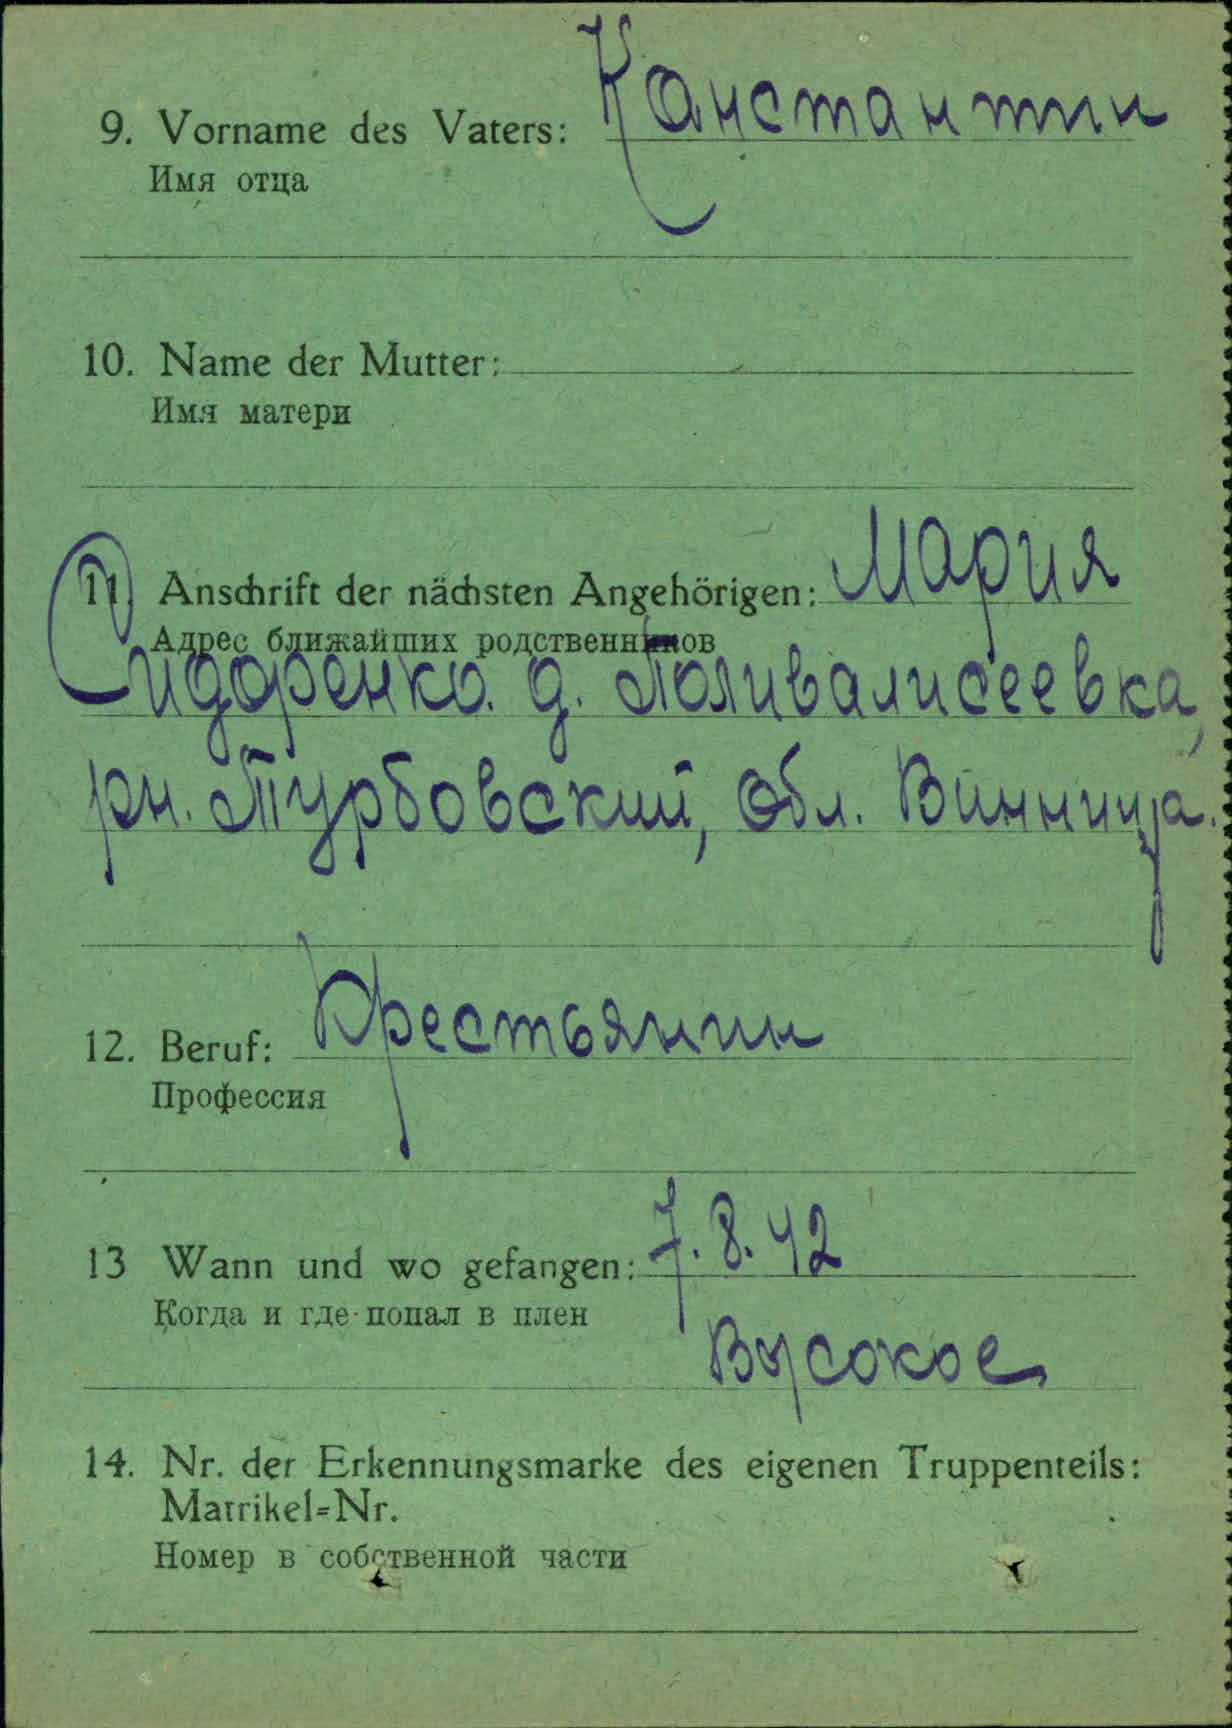 9. Vorname des Vaters: Канстантин
Имя отца
10. Name der Mutter:
Имя матери
11. Anschrift der nächsten Angehörigen: Мария
Адрес ближайших родственников
Сидоренко. д. Поливалисеевка,
рн. Турбовский, обл. Винница.
12. Beruf: Крестьянин
Профессия
13 Wann und wo gefangen: 7. 8. 42
Когда и где попал в плен
Высокое
14. Nr. der Erkennungsmarke des eigenen Truppenteils:
Matrikel=Nr.
Номер в собственной части